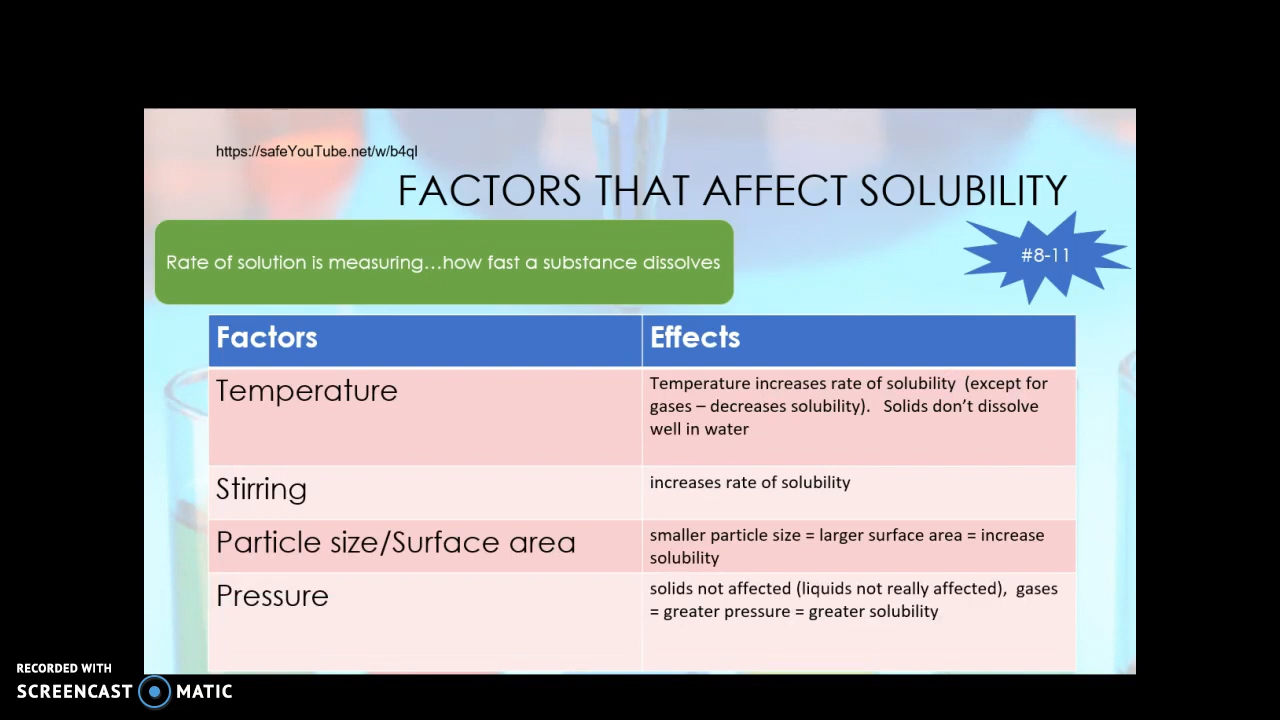 https://safeYouTube.net/w/b4ql
FACTORS THAT AFFECT SOLUBILITY
Rate of solution is measuring...how fast a substance dissolves
#8-11
Factors
Effects
Temperature
Temperature increases rate of solubility (except for
gases – decreases solubility). Solids don't dissolve
well in water
Stirring
increases rate of solubility
Particle size/Surface area
smaller particle size = larger surface area = increase
solubility
Pressure
solids not affected (liquids not really affected), gases
= greater pressure = greater solubility
RECORDED WITH
SCREENCAST MATIC